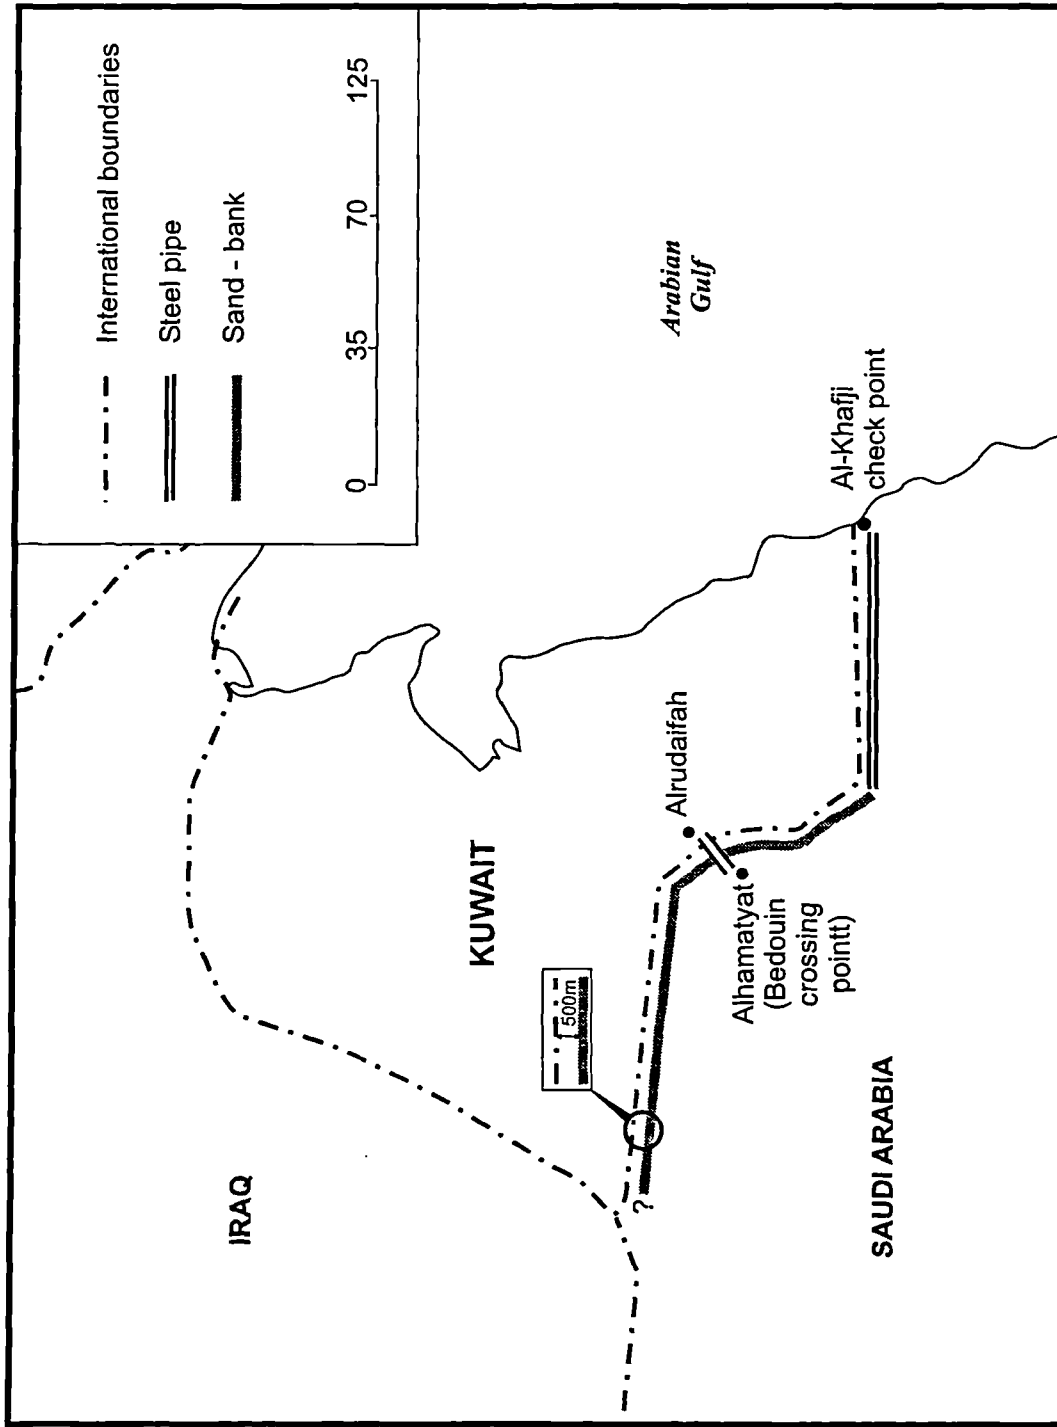 International boundaries
Steel pipe
Sand - bank
0 35 70 125
IRAQ
KUWAIT
Arabian
Gulf
500m
?
Alrudaifah
Alhamatyat
(Bedouin
crossing
pointt)
Al-Khafji
check point
SAUDI ARABIA